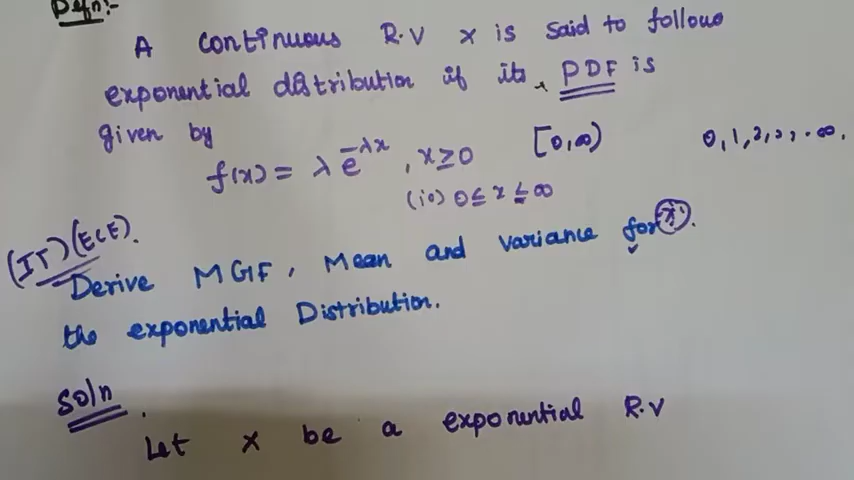 Defn:-
A continuous R.V x is said to follow
exponential distribution if its PDF is
given by
f(x) = λ e^{-λx}, x ≥ 0 [0,∞) 0, 1, 2, 3, . . ∞.
(ie) 0 ≤ x ≤ ∞
(IT) (ECE).
Derive MGF, Mean and variance for
the exponential Distribution.
Soln
Let x be a exponential R.V